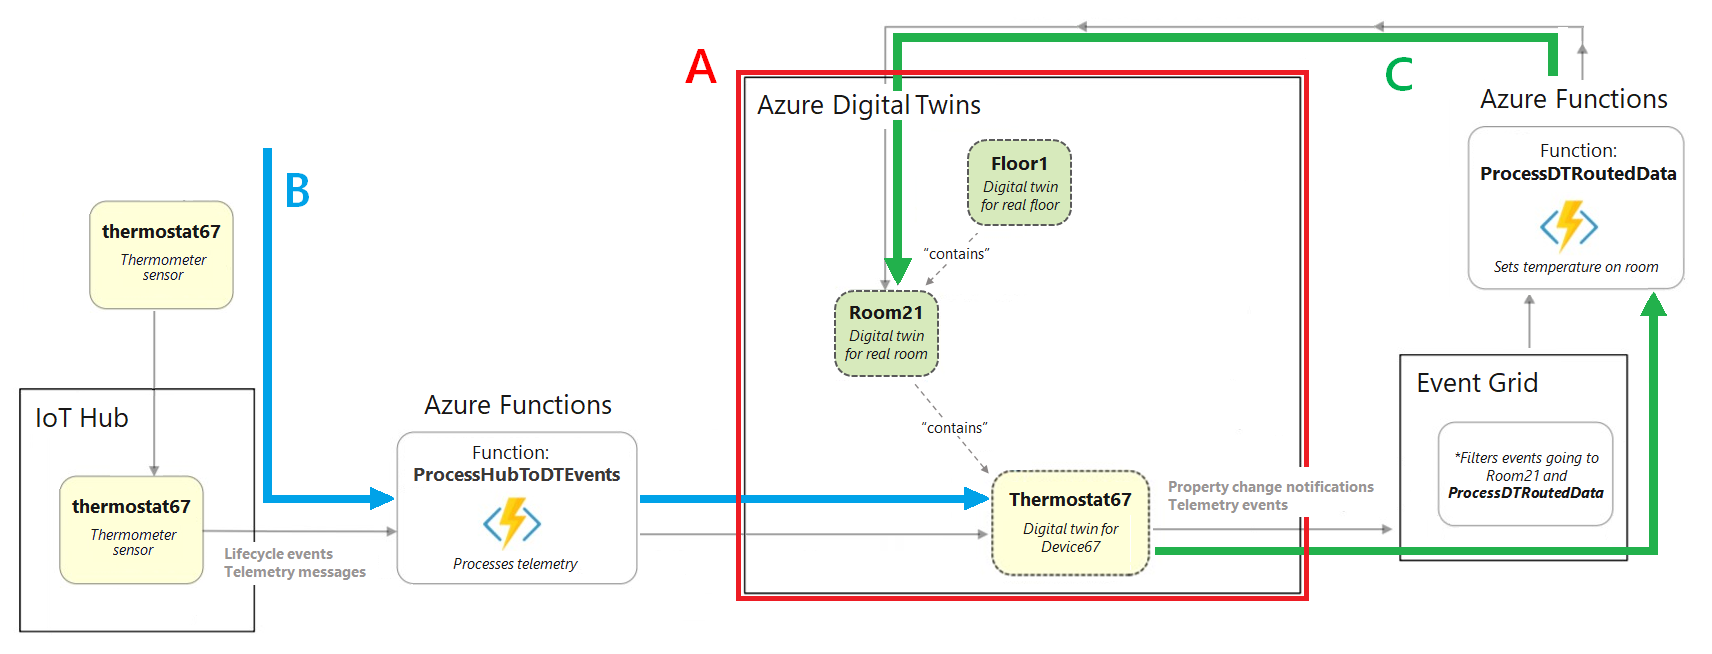 A
B
C
thermostat67
Thermometer
sensor
IoT Hub
thermostat67
Thermometer
sensor
Lifecycle events
Telemetry messages
Azure Functions
Function:
ProcessHubToDTEvents
Processes telemetry
Azure Digital Twins
Floor1
Digital twin
for real floor
“contains”
Room21
Digital twin
for real room
“contains”
Thermostat67
Digital twin for
Device67
Property change notifications
Telemetry events
Event Grid
*Filters events going to
Room21 and
ProcessDTRoutedData
Azure Functions
Function:
ProcessDTRoutedData
Sets temperature on room